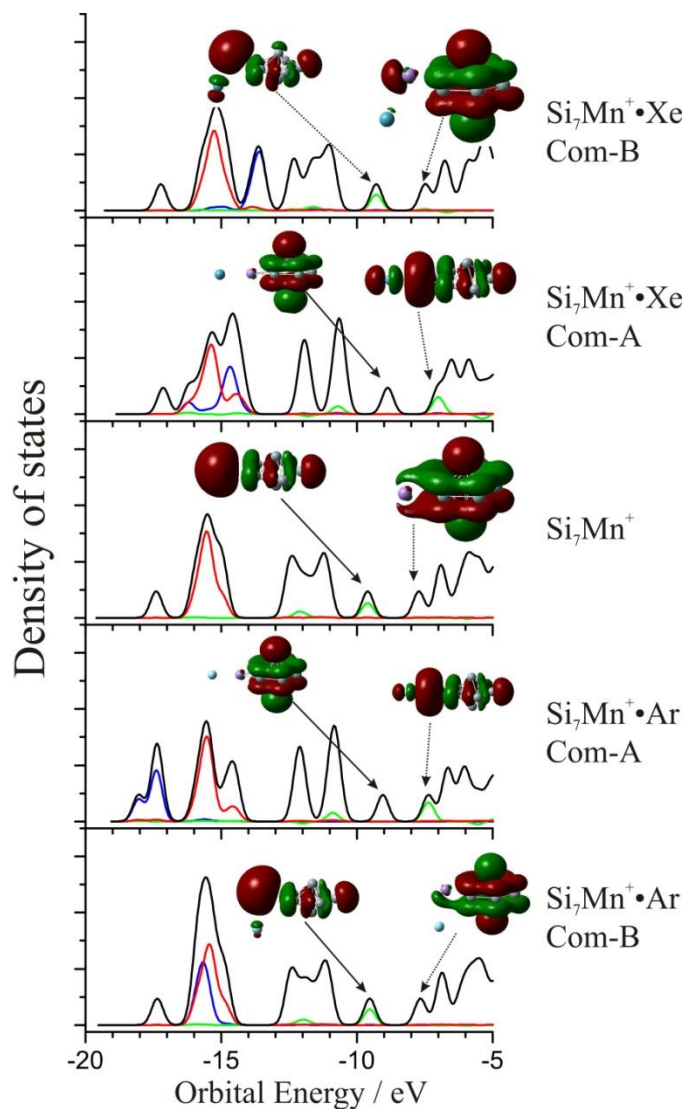 Density of states
Si₇Mn⁺•Xe
Com-B
Si₇Mn⁺•Xe
Com-A
Si₇Mn⁺
Si₇Mn⁺•Ar
Com-A
Si₇Mn⁺•Ar
Com-B
-20 -15 -10 -5
Orbital Energy / eV